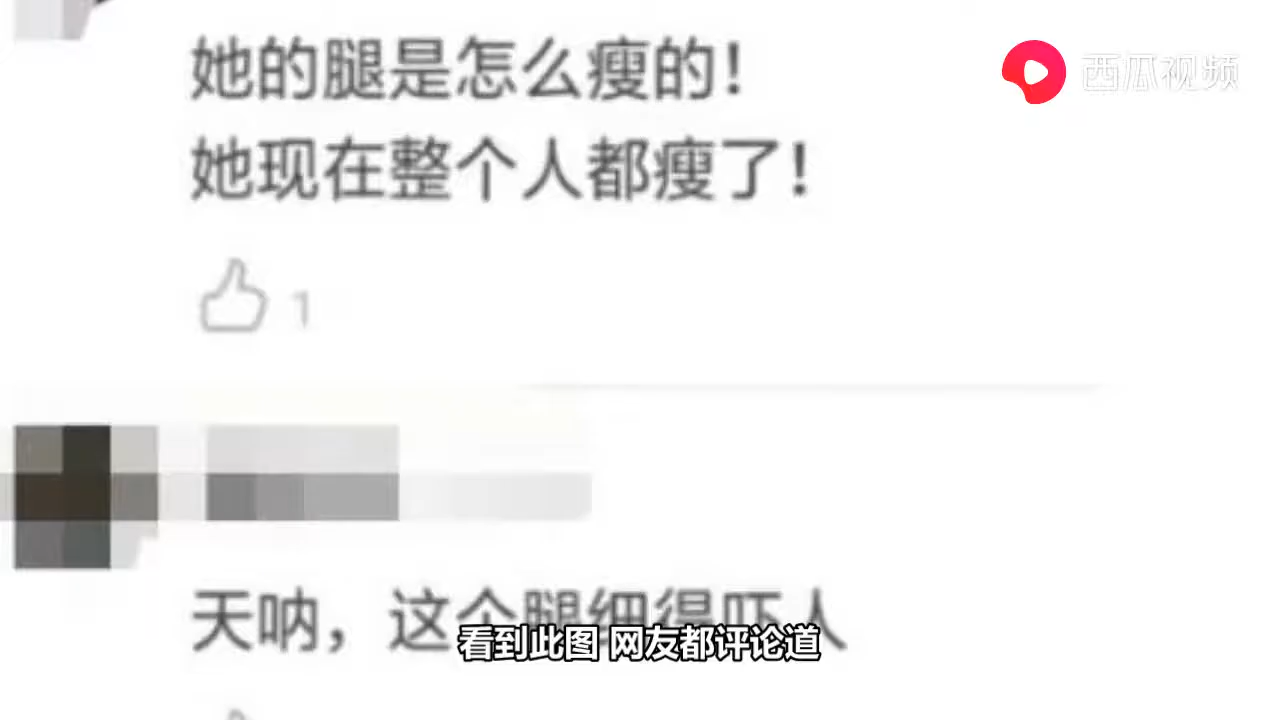 她的腿是怎么瘦的！
西瓜视频
她现在整个人都瘦了！
1
天呐，这个腿细得吓人
看到此图 网友都评论道